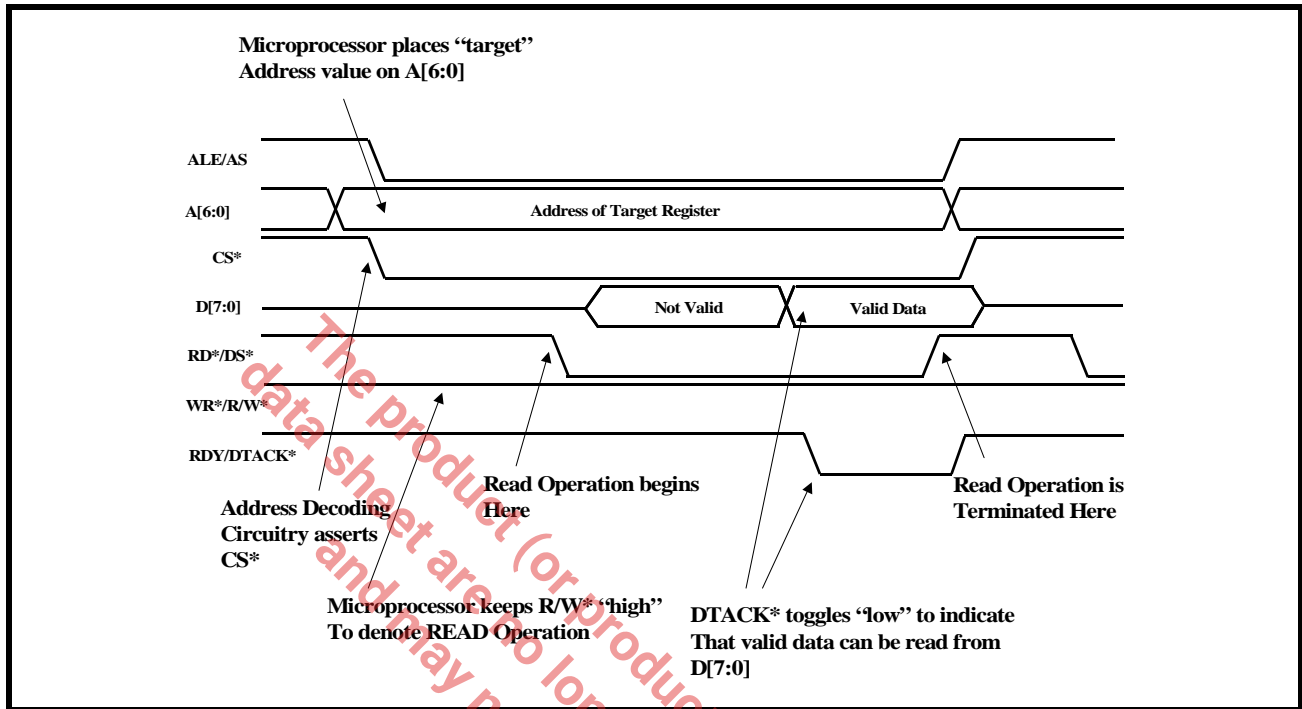 Microprocessor places “target”
Address value on A[6:0]
ALE/AS
A[6:0]
Address of Target Register
CS*
D[7:0]
Not Valid
Valid Data
RD*/DS*
WR*/R/W*
RDY/DTACK*
Read Operation begins
Here
Read Operation is
Terminated Here
Address Decoding
Circuitry asserts
CS*
Microprocessor keeps R/W* “high”
To denote READ Operation
DTACK* toggles “low” to indicate
That valid data can be read from
D[7:0]
The product (or produc
data sheet are no lon
and may